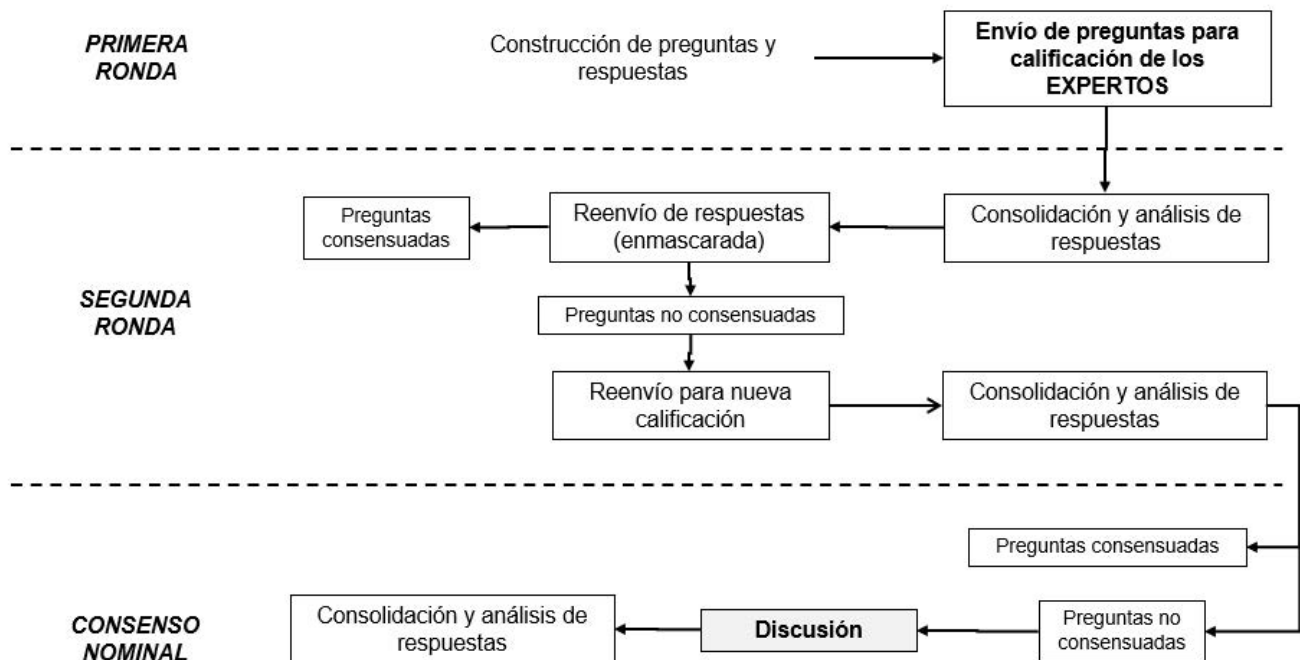 PRIMERA
RONDA
Construcción de preguntas y
respuestas
Envío de preguntas para
calificación de los
EXPERTOS
SEGUNDA
RONDA
Preguntas
consensuadas
Reenvío de respuestas
(enmascarada)
Consolidación y análisis de
respuestas
Preguntas no consensuadas
Reenvío para nueva
calificación
Consolidación y análisis de
respuestas
CONSENSO
NOMINAL
Preguntas consensuadas
Consolidación y análisis de
respuestas
Discusión
Preguntas no
consensuadas